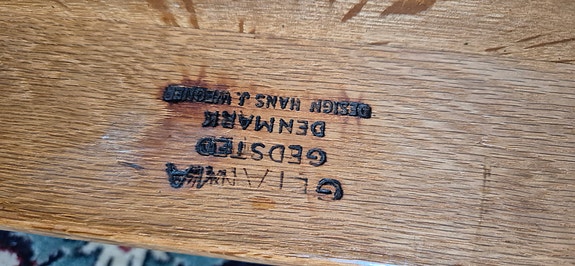 GETAMA
GEDSTED
DENMARK
DESIGN HANS J. WEGNER